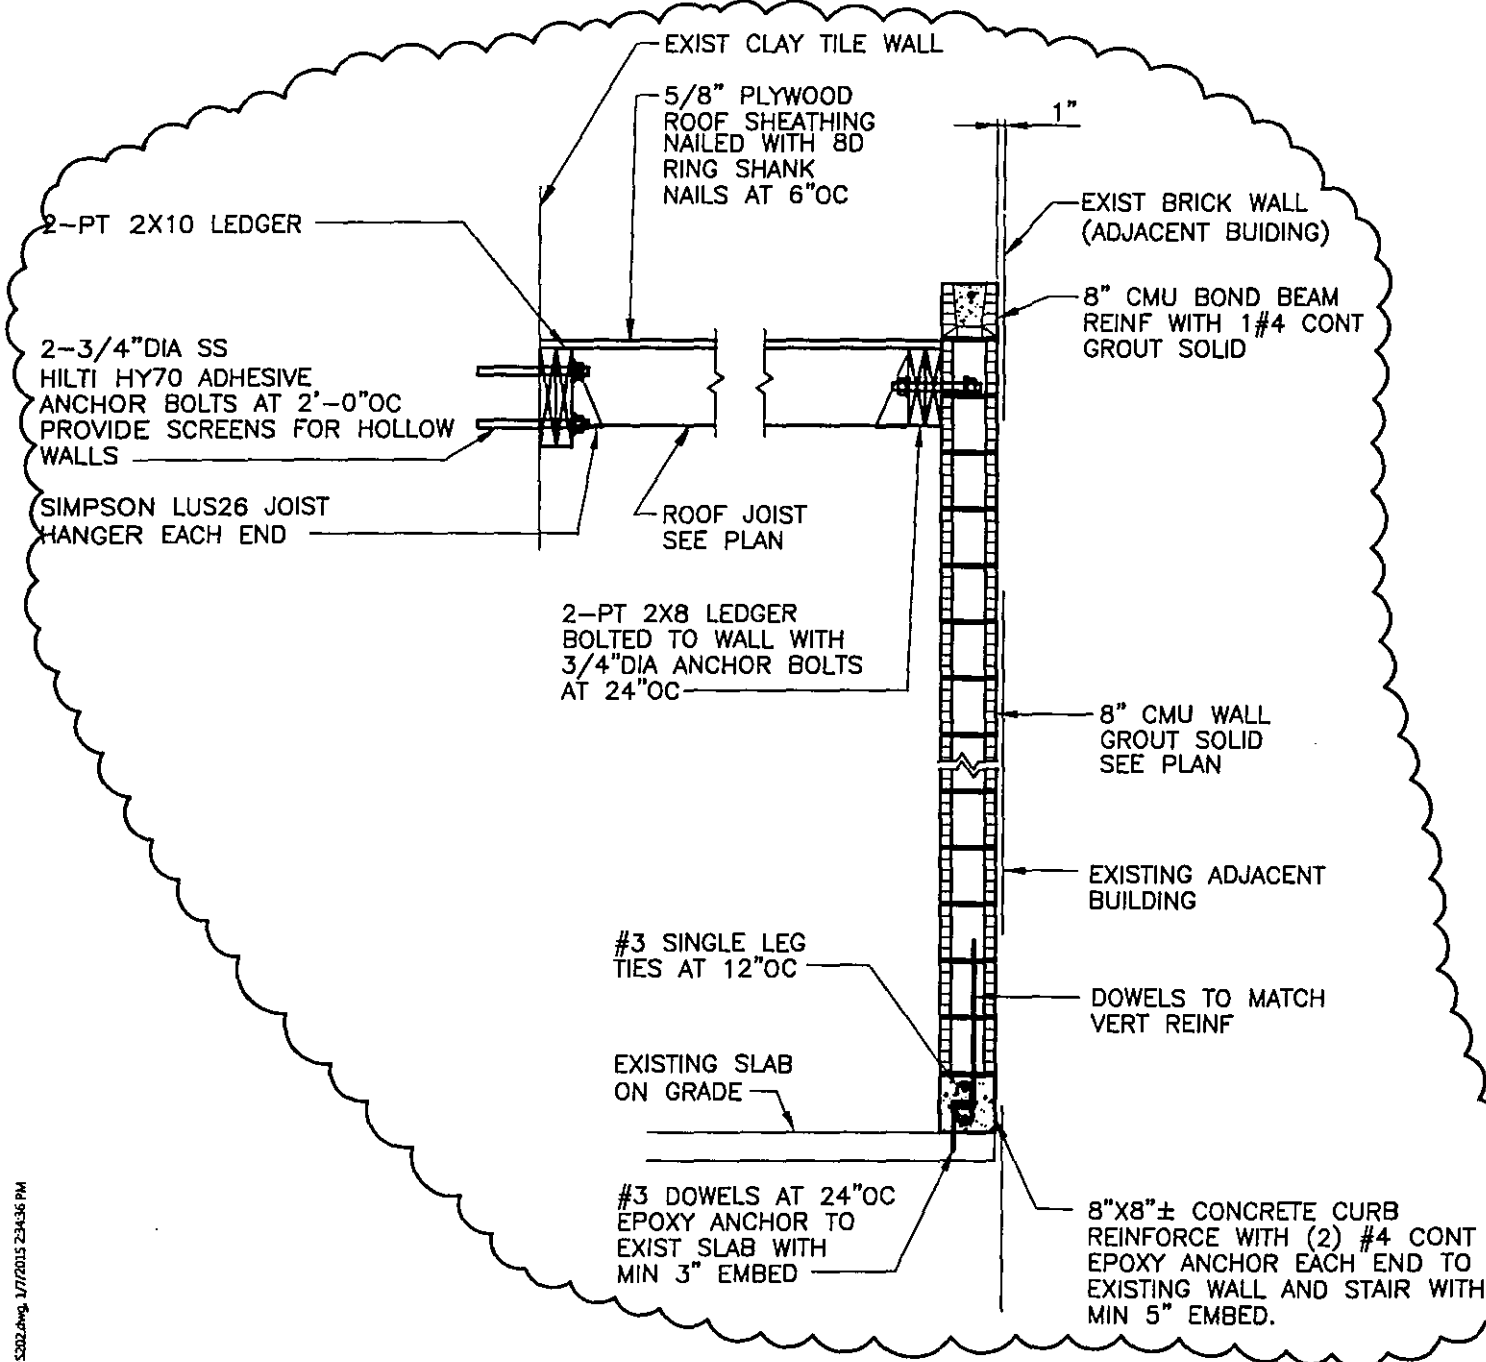 EXIST CLAY TILE WALL
5/8" PLYWOOD
ROOF SHEATHING
NAILED WITH 8D
RING SHANK
NAILS AT 6"OC
1"
2-PT 2X10 LEDGER
EXIST BRICK WALL
(ADJACENT BUIDING)
8" CMU BOND BEAM
REINF WITH 1#4 CONT
GROUT SOLID
2-3/4"DIA SS
HILTI HY70 ADHESIVE
ANCHOR BOLTS AT 2'-0"OC
PROVIDE SCREENS FOR HOLLOW
WALLS
SIMPSON LUS26 JOIST
HANGER EACH END
ROOF JOIST
SEE PLAN
2-PT 2X8 LEDGER
BOLTED TO WALL WITH
3/4"DIA ANCHOR BOLTS
AT 24"OC
8" CMU WALL
GROUT SOLID
SEE PLAN
EXISTING ADJACENT
BUILDING
#3 SINGLE LEG
TIES AT 12"OC
DOWELS TO MATCH
VERT REINF
EXISTING SLAB
ON GRADE
#3 DOWELS AT 24"OC
EPOXY ANCHOR TO
EXIST SLAB WITH
MIN 3" EMBED
8"X8"± CONCRETE CURB
REINFORCE WITH (2) #4 CONT
EPOXY ANCHOR EACH END TO
EXISTING WALL AND STAIR WITH
MIN 5" EMBED.
S202.dwg, 1/7/2015 2:34:36 PM